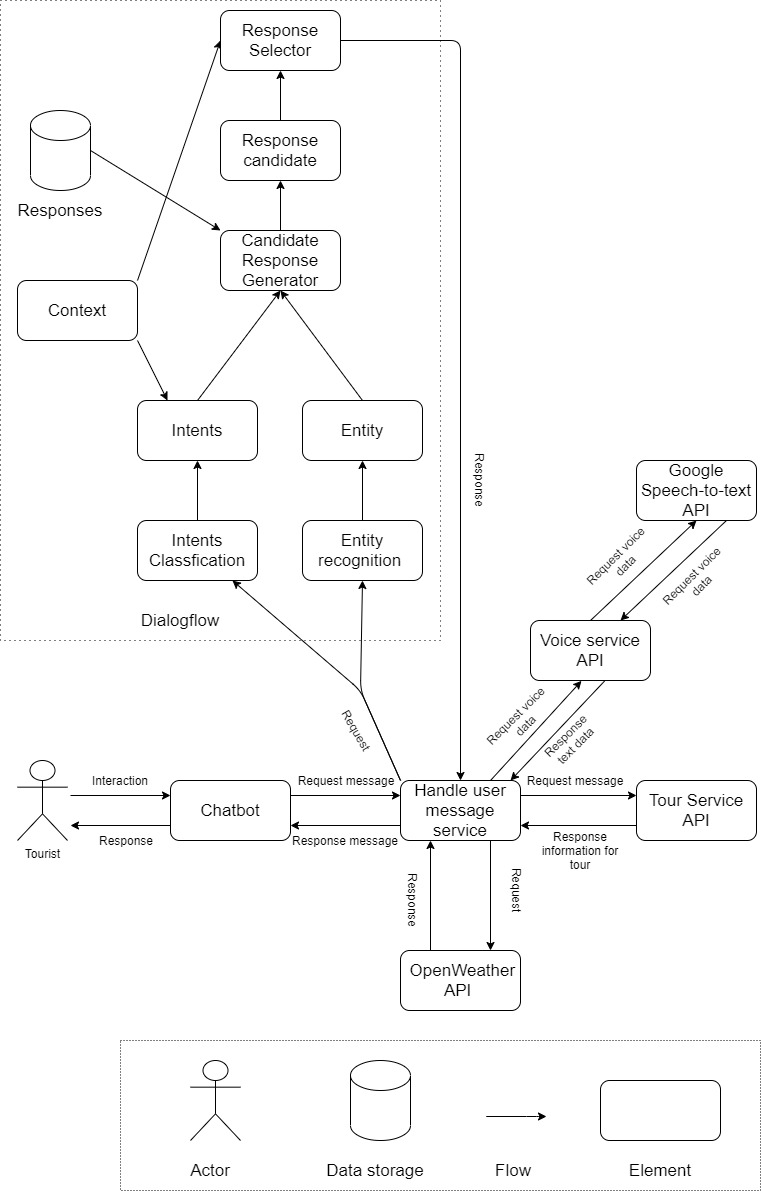 Response
Selector
Response
candidate
Responses
Candidate
Response
Generator
Context
Intents
Entity
Response
Google
Speech-to-text
API
Intents
Classfication
Entity
recognition
Request voice
data
Request voice
data
Dialogflow
Voice service
API
Request voice
data
Response
text data
Request
Interaction
Chatbot
Request message
Handle user
message
service
Request message
Tour Service
API
Tourist
Response
Response message
Response
information for
tour
Response
Request
OpenWeather
API
Actor
Data storage
Flow
Element